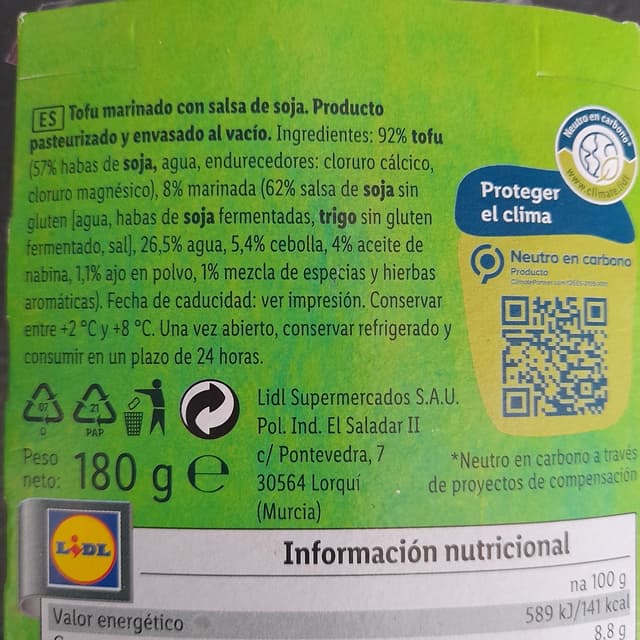 ES Tofu marinado con salsa de soja. Producto
pasteurizado y envasado al vacío. Ingredientes: 92% tofu
(57% habas de soja, agua, endurecedores: cloruro cálcico,
cloruro magnésico), 8% marinada (62% salsa de soja sin
gluten [agua, habas de soja fermentadas, trigo sin gluten
fermentado, sal], 26,5% agua, 5,4% cebolla, 4% aceite de
nabina, 1,1% ajo en polvo, 1% mezcla de especias y hierbas
aromáticas). Fecha de caducidad: ver impresión. Conservar
entre +2 °C y +8 °C. Una vez abierto, conservar refrigerado y
consumir en un plazo de 24 horas.
Neutro en carbono*
www.climate.lidl
Proteger
el clima
Neutro en carbono
Producto
07
O
21
PAP
Peso
neto: 180 g e
Lidl Supermercados S.A.U.
Pol. Ind. El Saladar II
c/ Pontevedra, 7
30564 Lorquí
(Murcia)
*Neutro en carbono a través
de proyectos de compensación
LIDL
Información nutricional
na 100 g
Valor energético 589 kJ/141 kcal
8,8 g